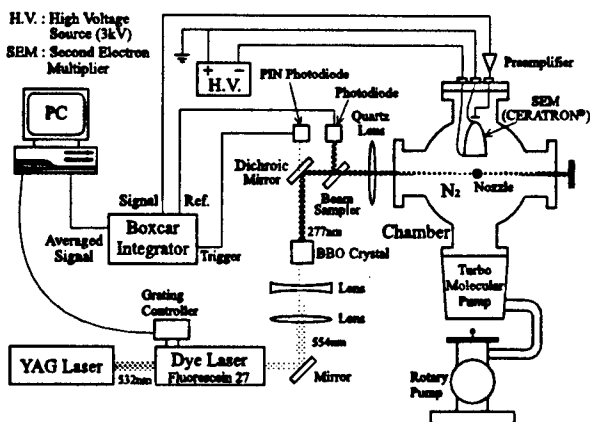 H.V. : High Voltage
Source (3kV)
SEM : Second Electron
Multiplier
PC
+ −
H.V.
PIN Photodiode
Photodiode
Quartz
Lens
Preamplifier
SEM
(CERATRON®)
Dichroic
Mirror
Beam
Sampler
N2
Nozzle
Chamber
Signal
Ref.
Boxcar
Integrator
Trigger
Averaged
Signal
277nm
BBO Crystal
Lens
Lens
554nm
Mirror
Grating
Controller
YAG Laser
532nm
Dye Laser
Fluorescein 27
Turbo
Molecular
Pump
Rotary
Pump